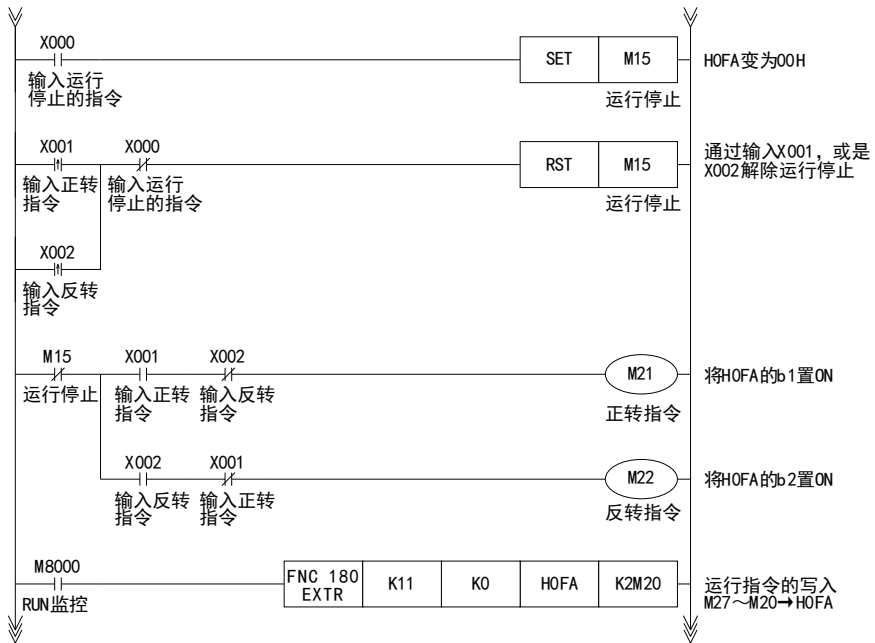 X000
SET M15 H0FA变为00H
输入运行
停止的指令
运行停止
X001 X000
RST M15
通过输入X001，或是
X002解除运行停止
输入正转 输入运行
指令 停止的指令
运行停止
X002
输入反转
指令
M15 X001 X002
M21 将H0FA的b1置ON
运行停止 输入正转 输入反转
指令 指令
正转指令
X002 X001
M22 将H0FA的b2置ON
输入反转 输入正转
指令 指令
反转指令
M8000
FNC 180
EXTR
K11 K0 H0FA K2M20
RUN监控
运行指令的写入
M27～M20→H0FA